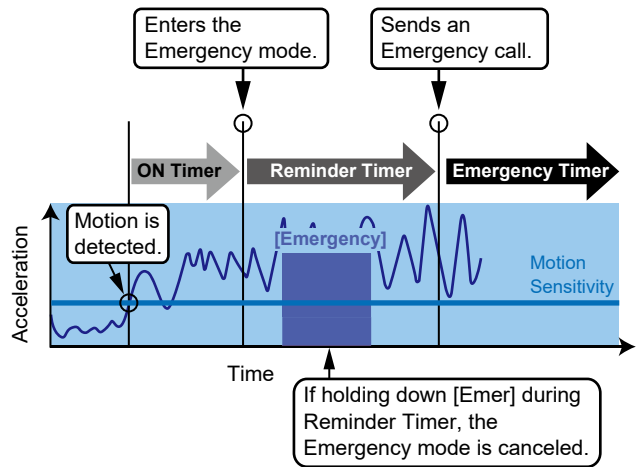 Enters the
Emergency mode.
Sends an
Emergency call.
ON Timer
Reminder Timer
Emergency Timer
Motion is
detected.
[Emergency]
Motion
Sensitivity
Acceleration
Time
If holding down [Emer] during
Reminder Timer, the
Emergency mode is canceled.